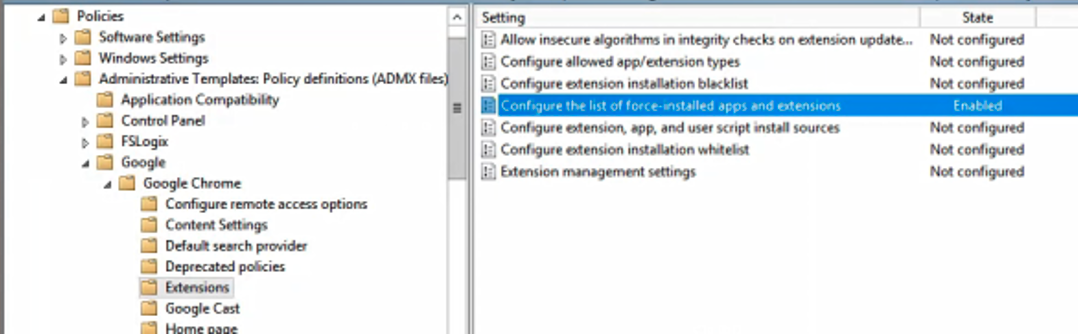 Policies
Software Settings
Windows Settings
Administrative Templates: Policy definitions (ADMX files)
Application Compatibility
Control Panel
FSLogix
Google
Google Chrome
Configure remote access options
Content Settings
Default search provider
Deprecated policies
Extensions
Google Cast
Home page
Setting State
Allow insecure algorithms in integrity checks on extension update... Not configured
Configure allowed app/extension types Not configured
Configure extension installation blacklist Not configured
Configure the list of force-installed apps and extensions Enabled
Configure extension, app, and user script install sources Not configured
Configure extension installation whitelist Not configured
Extension management settings Not configured